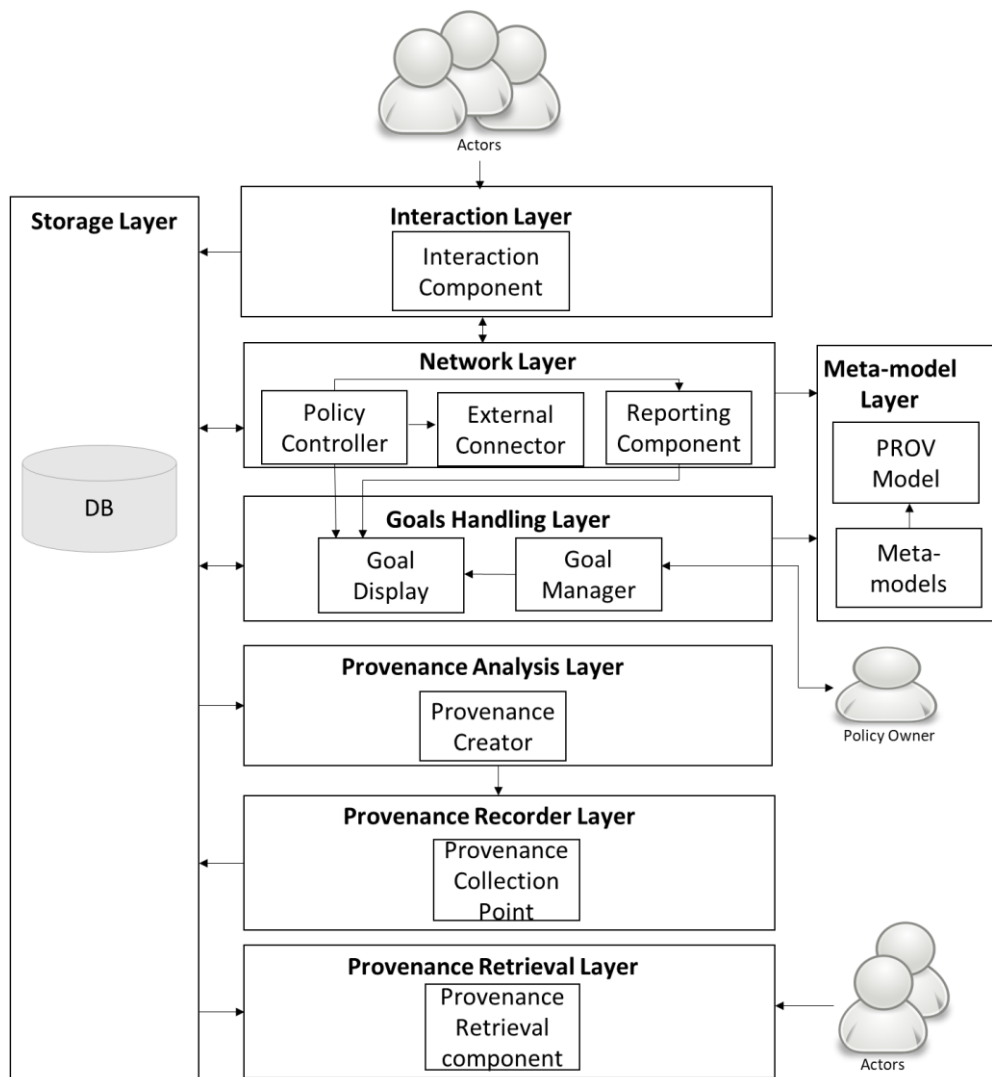 Actors
Storage Layer
Interaction Layer
Interaction
Component
Network Layer
Policy
Controller
External
Connector
Reporting
Component
Meta-model
Layer
PROV
Model
Meta-
models
DB
Goals Handling Layer
Goal
Display
Goal
Manager
Policy Owner
Provenance Analysis Layer
Provenance
Creator
Provenance Recorder Layer
Provenance
Collection
Point
Provenance Retrieval Layer
Provenance
Retrieval
component
Actors